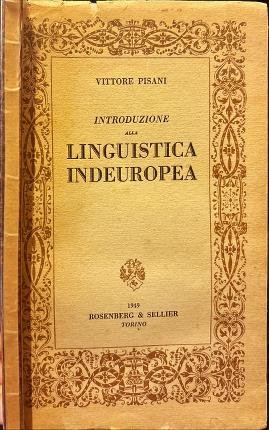 VITTORE PISANI
INTRODUZIONE
ALLA
LINGUISTICA
INDEUROPEA
1949
ROSENBERG & SELLIER
TORINO